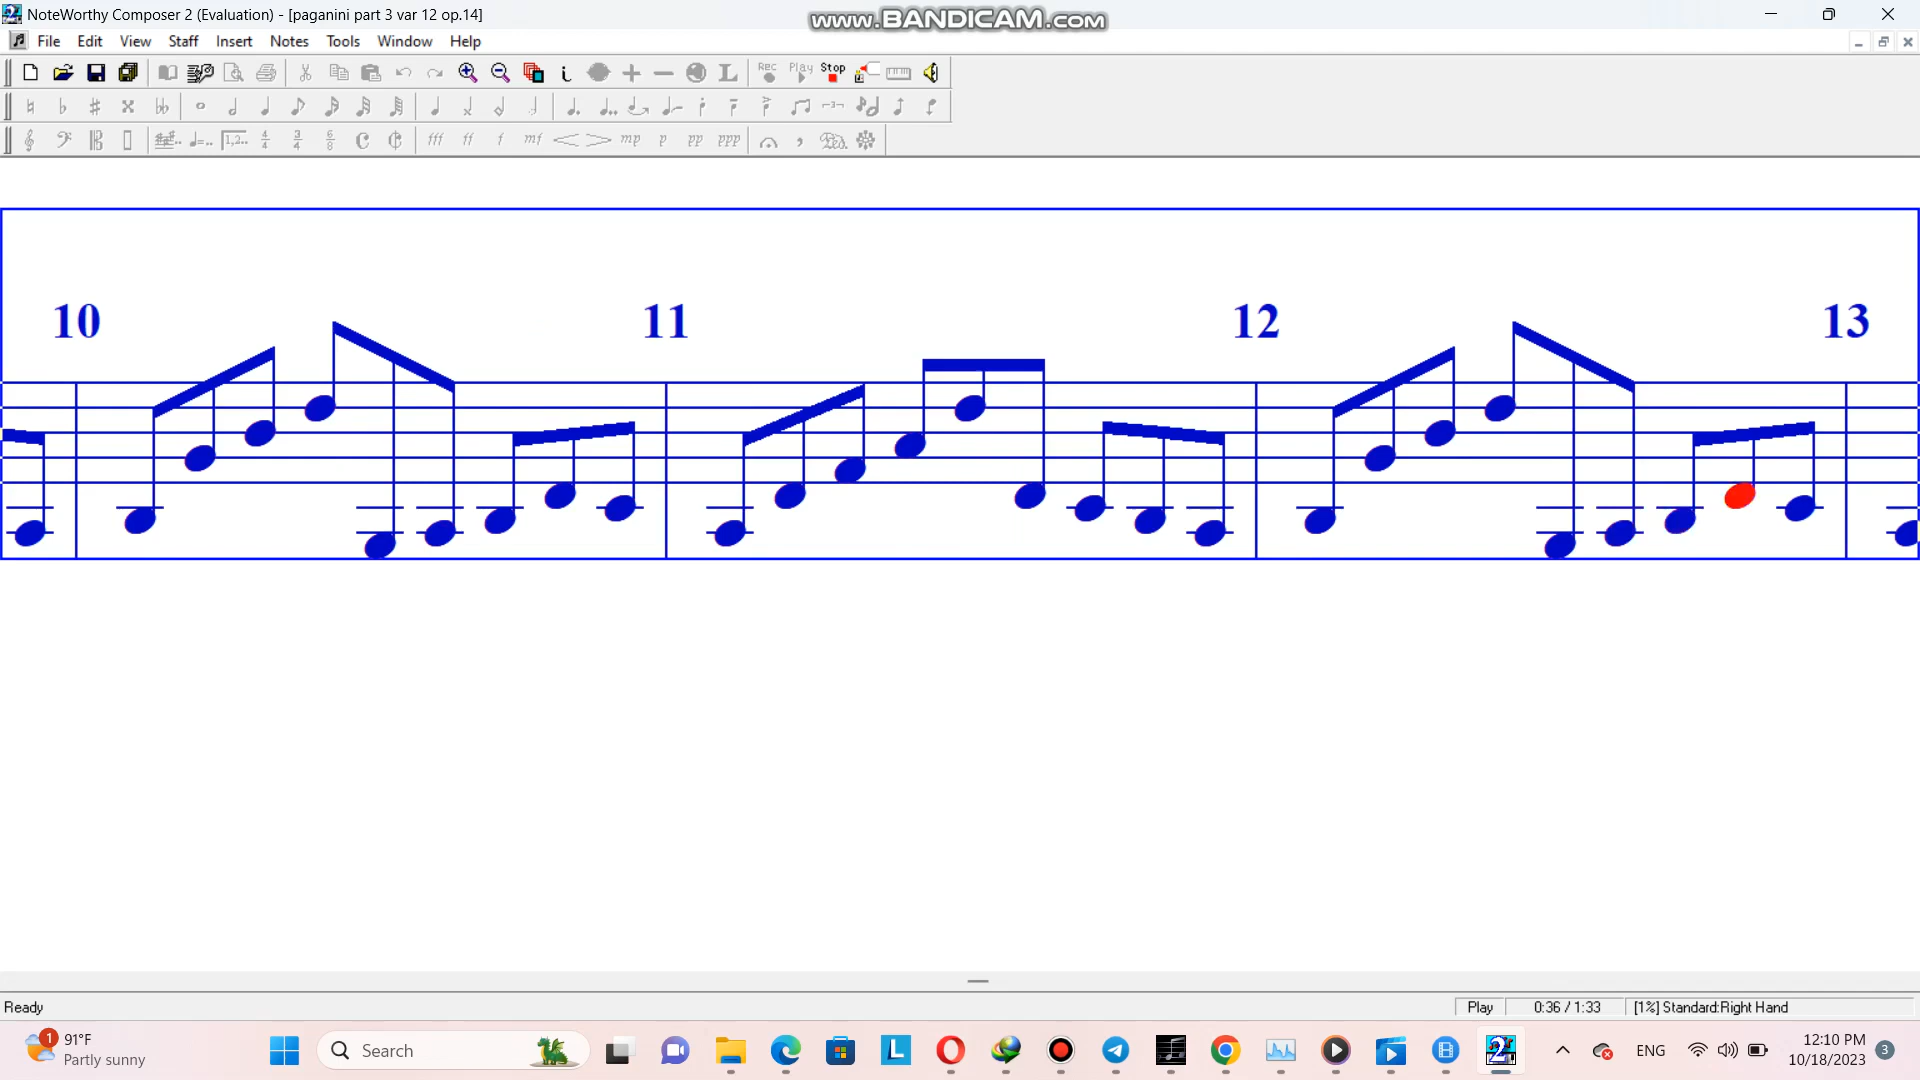 NoteWorthy Composer 2 (Evaluation) - [paganini part 3 var 12 op.14]
www.BANDICAM.com
File Edit View Staff Insert Notes Tools Window Help
Rec Play Stop
fff ff f mf mp p pp ppp
10 11 12 13
Ready
Play 0:36 / 1:33 [1%] Standard:Right Hand
1 91°F
Partly sunny
Search
ENG
12:10 PM
10/18/2023
3